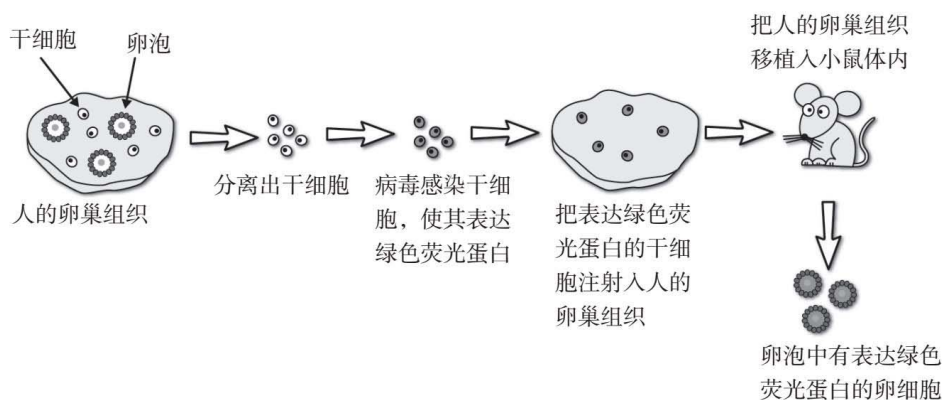 干细胞
卵泡
人的卵巢组织
分离出干细胞
病毒感染干细
胞，使其表达
绿色荧光蛋白
把表达绿色荧
光蛋白的干细
胞注射入人的
卵巢组织
把人的卵巢组织
移植入小鼠体内
卵泡中有表达绿色
荧光蛋白的卵细胞